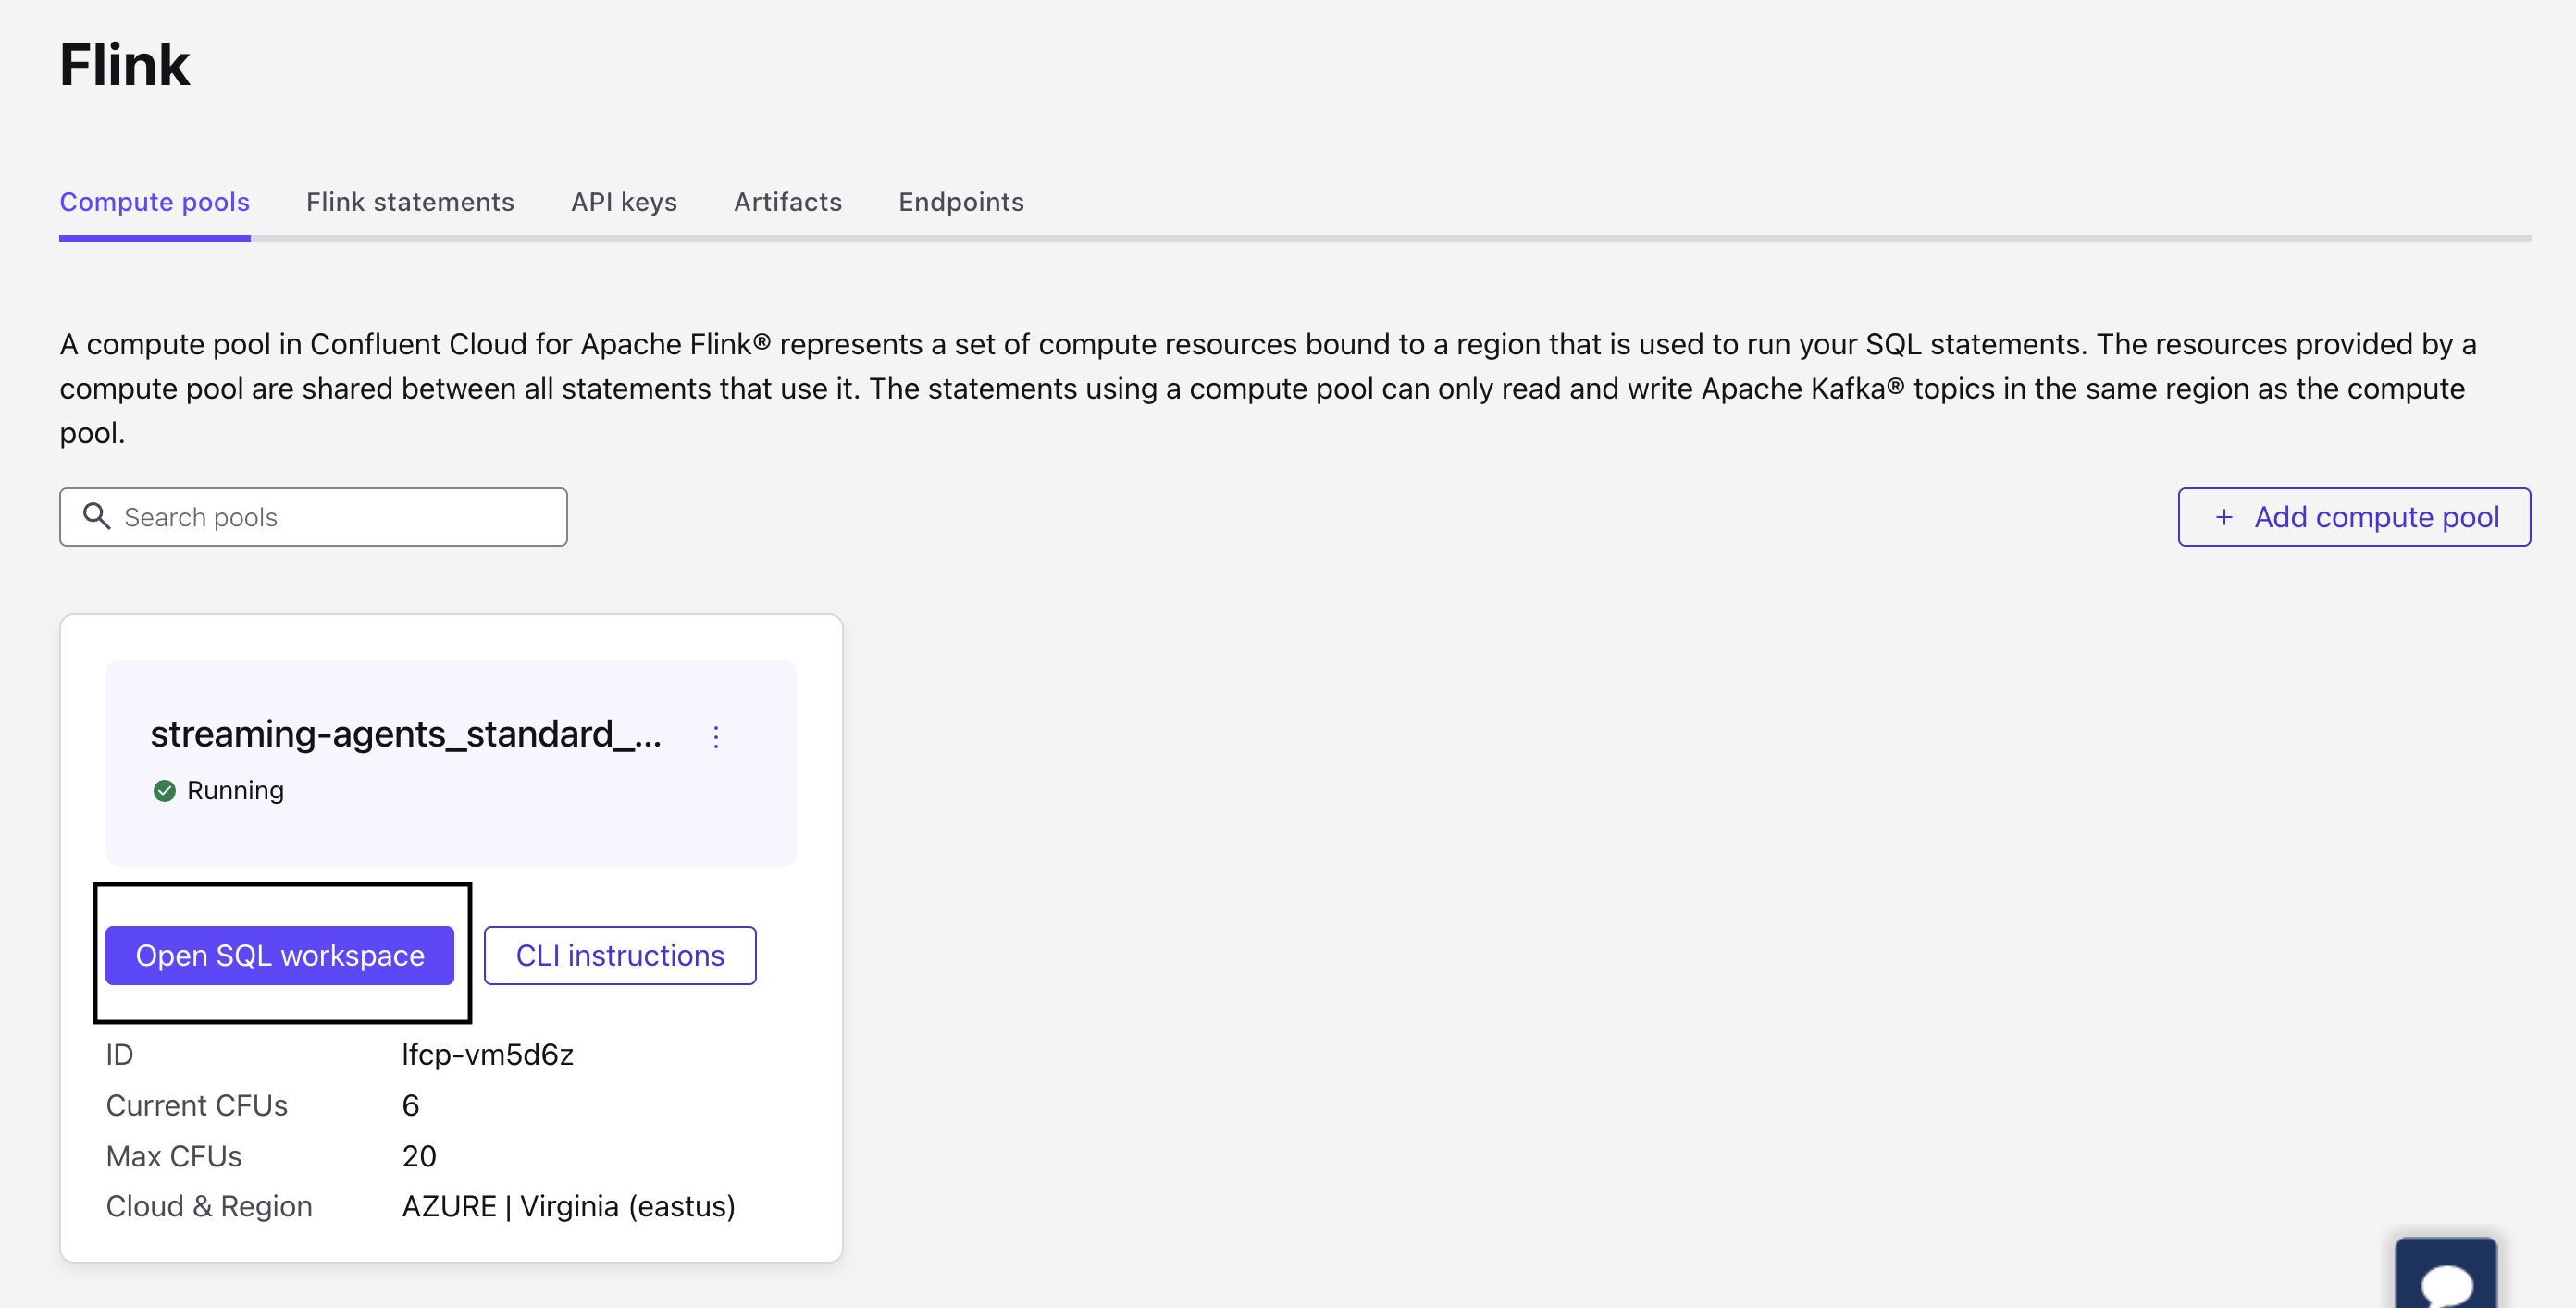 Flink
Compute pools Flink statements API keys Artifacts Endpoints
A compute pool in Confluent Cloud for Apache Flink® represents a set of compute resources bound to a region that is used to run your SQL statements. The resources provided by a
compute pool are shared between all statements that use it. The statements using a compute pool can only read and write Apache Kafka® topics in the same region as the compute
pool.
Search pools + Add compute pool
streaming-agents_standard_...
Running
Open SQL workspace CLI instructions
ID lfcp-vm5d6z
Current CFUs 6
Max CFUs 20
Cloud & Region AZURE | Virginia (eastus)